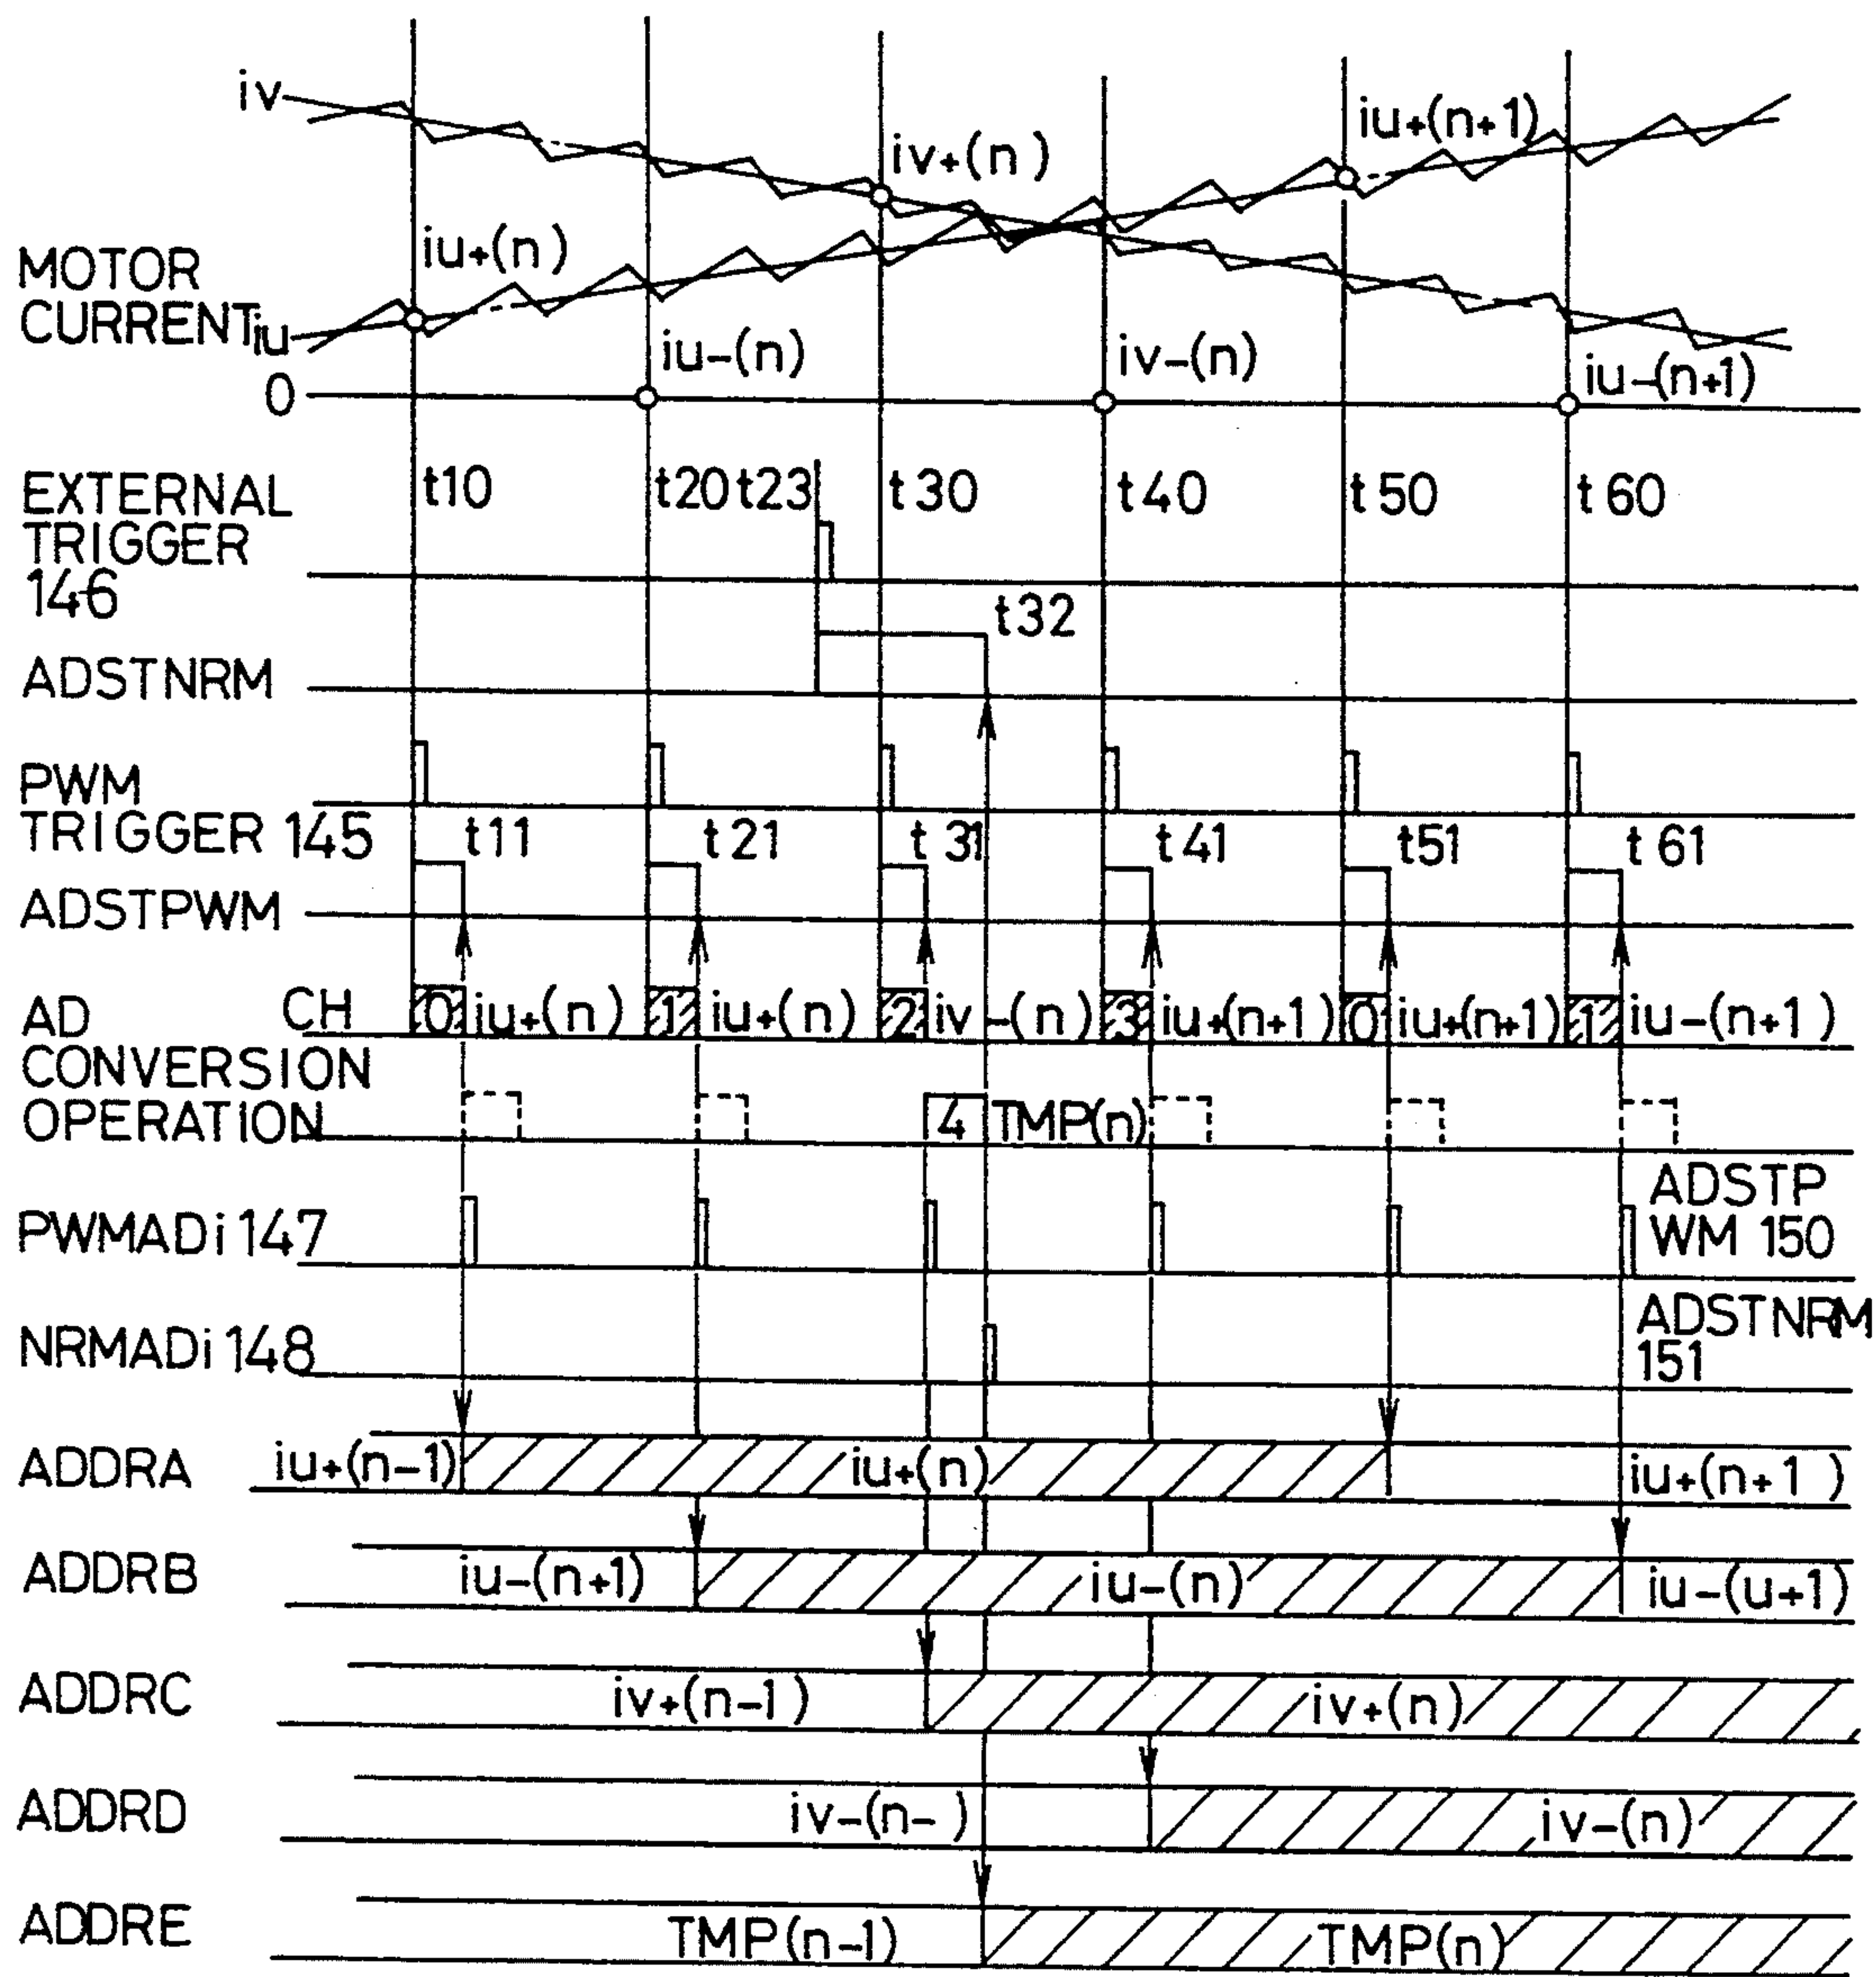 iv
iv+(n)
iu+(n+1)
iu+(n)
MOTOR
CURRENT
iu
iu-(n)
iv-(n)
iu-(n+1)
0
EXTERNAL
TRIGGER
146
t10
t20
t23
t30
t40
t50
t60
t32
ADSTNRM
PWM
TRIGGER 145
t11
t21
t31
t41
t51
t61
ADSTPWM
AD
CONVERSION
OPERATION
CH
0
iu+(n)
1
iu+(n)
2
iv-(n)
3
iu+(n+1)
0
iu+(n+1)
1
iu-(n+1)
4
TMP(n)
PWMADi 147
ADSTP
WM 150
NRMADi 148
ADSTNRM
151
ADDRA
iu+(n-1)
iu+(n)
iu+(n+1)
ADDRB
iu-(n+1)
iu-(n)
iu-(u+1)
ADDRC
iv+(n-1)
iv+(n)
ADDRD
iv-(n-)
iv-(n)
ADDRE
TMP(n-1)
TMP(n)